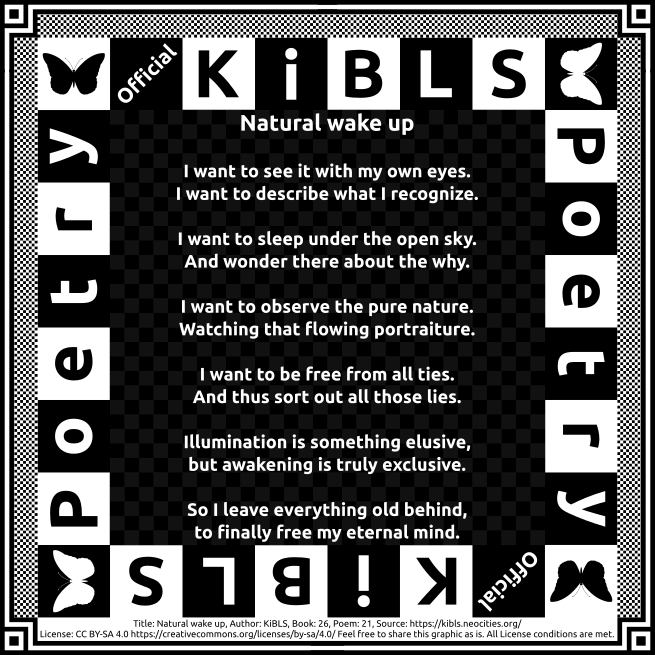 Official KiBLS
Poetry
Poetry
Natural wake up
I want to see it with my own eyes.
I want to describe what I recognize.
I want to sleep under the open sky.
And wonder there about the why.
I want to observe the pure nature.
Watching that flowing portraiture.
I want to be free from all ties.
And thus sort out all those lies.
Illumination is something elusive,
but awakening is truly exclusive.
So I leave everything old behind,
to finally free my eternal mind.
Official KiBLS
Title: Natural wake up, Author: KiBLS, Book: 26, Poem: 21, Source: https://kibls.neocities.org/
License: CC BY-SA 4.0 https://creativecommons.org/licenses/by-sa/4.0/ Feel free to share this graphic as is. All License conditions are met.